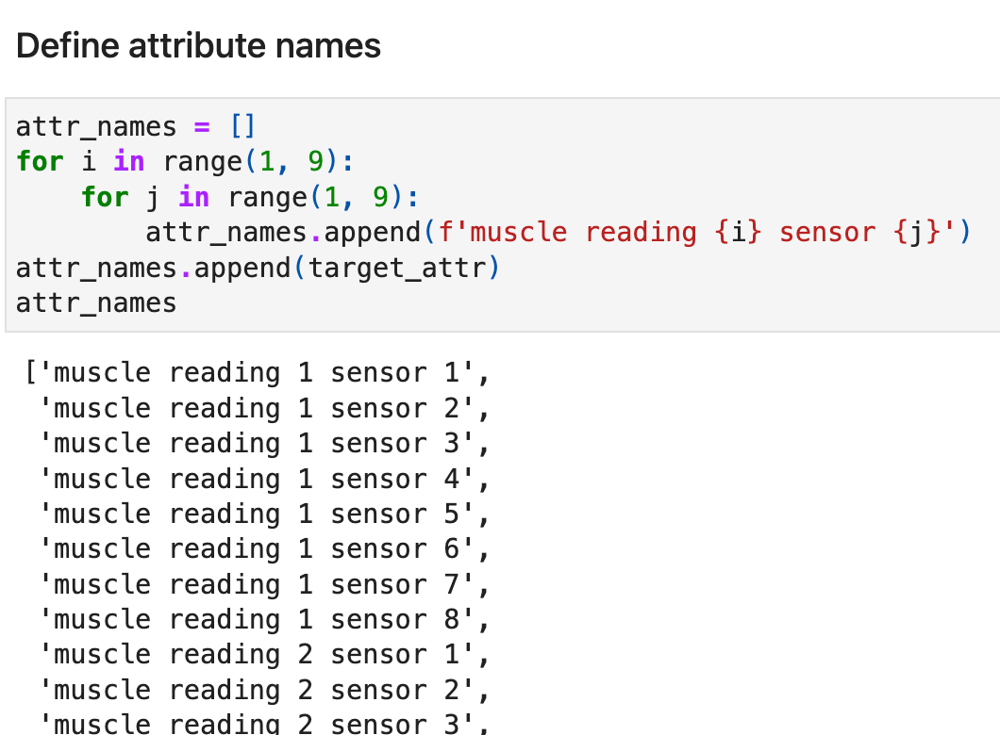 Define attribute names
attr_names = []
for i in range(1, 9):
    for j in range(1, 9):
        attr_names.append(f'muscle reading {i} sensor {j}')
attr_names.append(target_attr)
attr_names
['muscle reading 1 sensor 1',
 'muscle reading 1 sensor 2',
 'muscle reading 1 sensor 3',
 'muscle reading 1 sensor 4',
 'muscle reading 1 sensor 5',
 'muscle reading 1 sensor 6',
 'muscle reading 1 sensor 7',
 'muscle reading 1 sensor 8',
 'muscle reading 2 sensor 1',
 'muscle reading 2 sensor 2',
 'muscle reading 2 sensor 3',